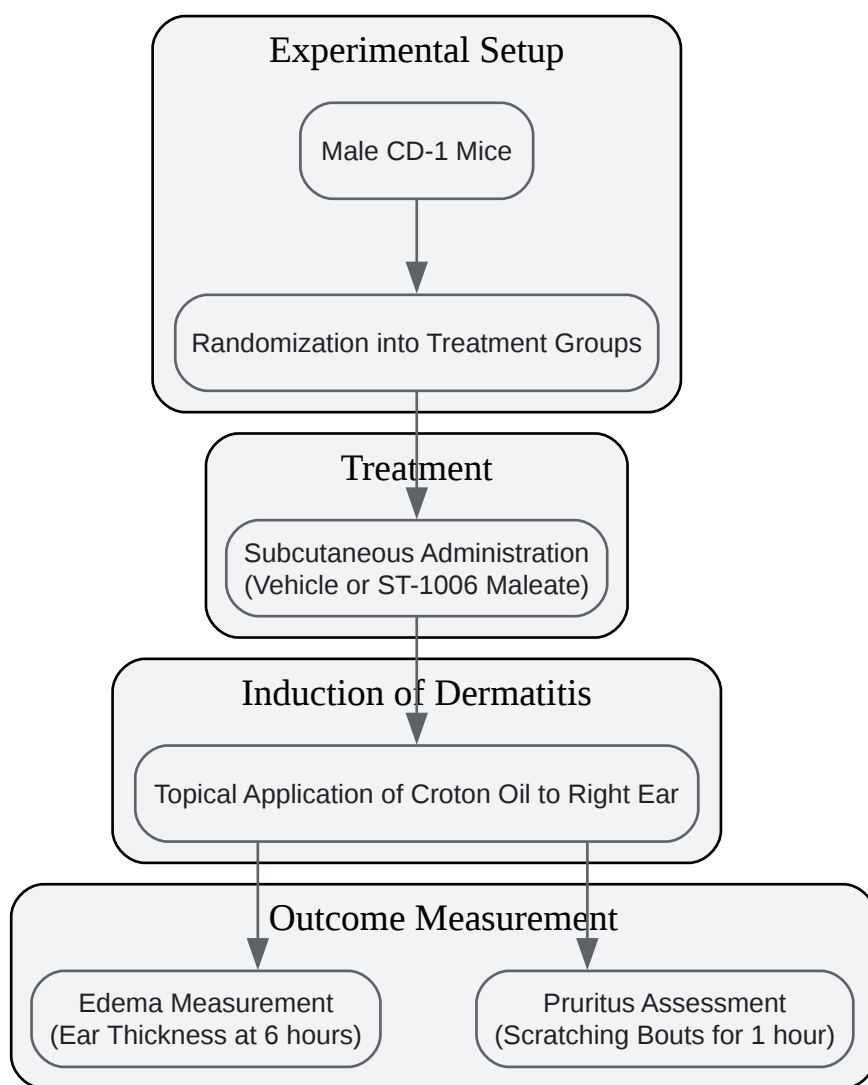 Experimental Setup
Male CD-1 Mice
Randomization into Treatment Groups
Treatment
Subcutaneous Administration
(Vehicle or ST-1006 Maleate)
Induction of Dermatitis
Topical Application of Croton Oil to Right Ear
Outcome Measurement
Edema Measurement
(Ear Thickness at 6 hours)
Pruritus Assessment
(Scratching Bouts for 1 hour)